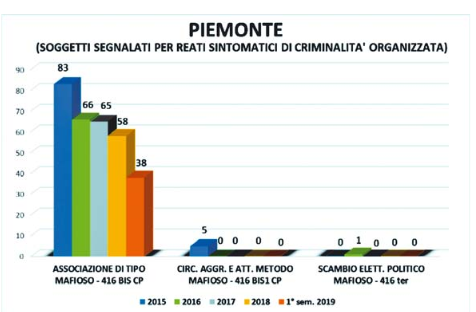 PIEMONTE
(SOGGETTI SEGNALATI PER REATI SINTOMATICI DI CRIMINALITA' ORGANIZZATA)
90
80
70
60
50
40
30
20
10
0
83
66
65
58
38
5
0
0
0
0
0
1
0
0
0
ASSOCIAZIONE DI TIPO
MAFIOSO - 416 BIS CP
CIRC. AGGR. E ATT. METODO
MAFIOSO - 416 BIS1 CP
SCAMBIO ELETT. POLITICO
MAFIOSO - 416 ter
2015 2016 2017 2018 1° sem. 2019